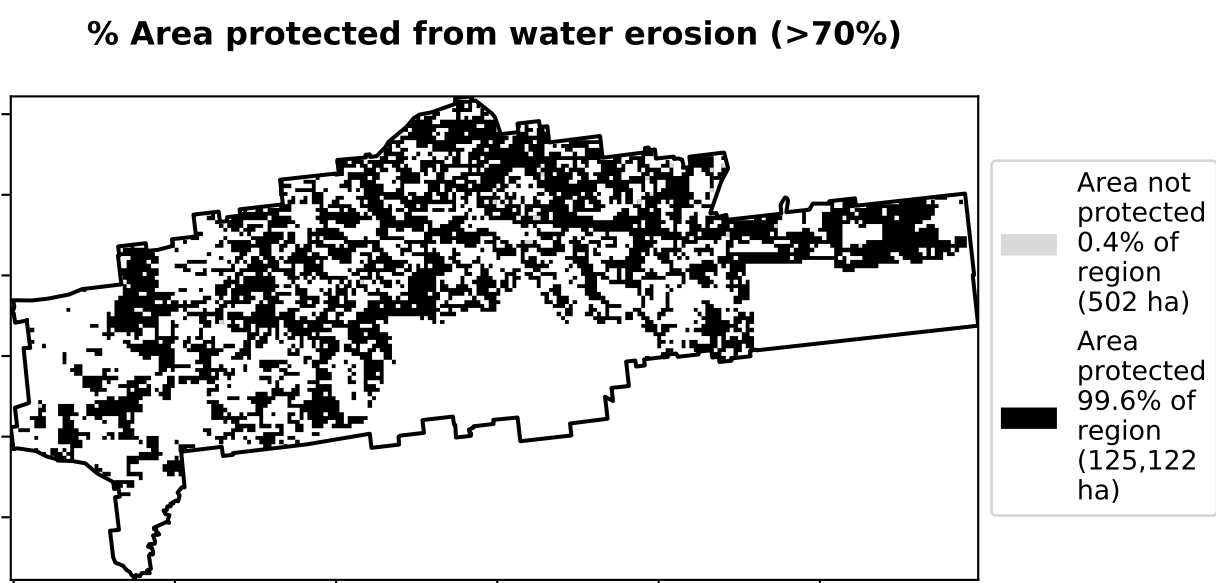 % Area protected from water erosion (>70%)
Area not
protected
0.4% of
region
(502 ha)
Area
protected
99.6% of
region
(125,122
ha)